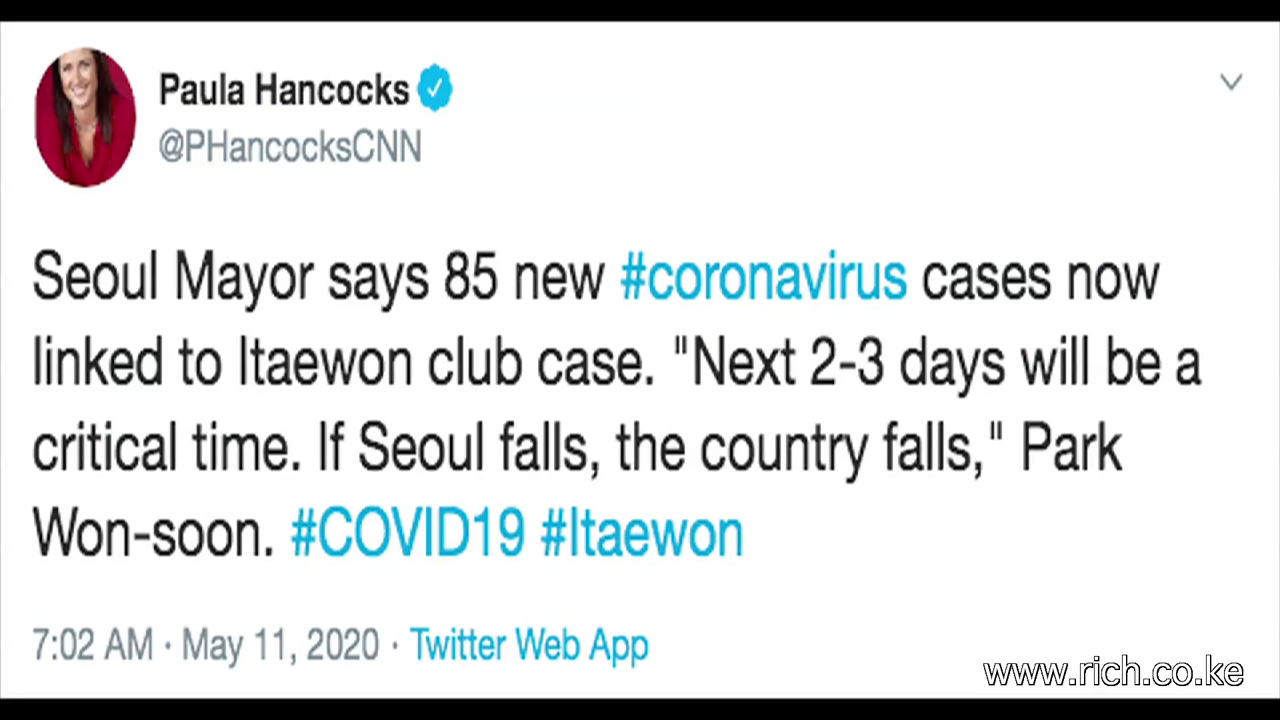 Paula Hancocks
@PHancocksCNN
Seoul Mayor says 85 new #coronavirus cases now
linked to Itaewon club case. "Next 2-3 days will be a
critical time. If Seoul falls, the country falls," Park
Won-soon. #COVID19 #Itaewon
7:02 AM · May 11, 2020 · Twitter Web App
www.rich.co.ke